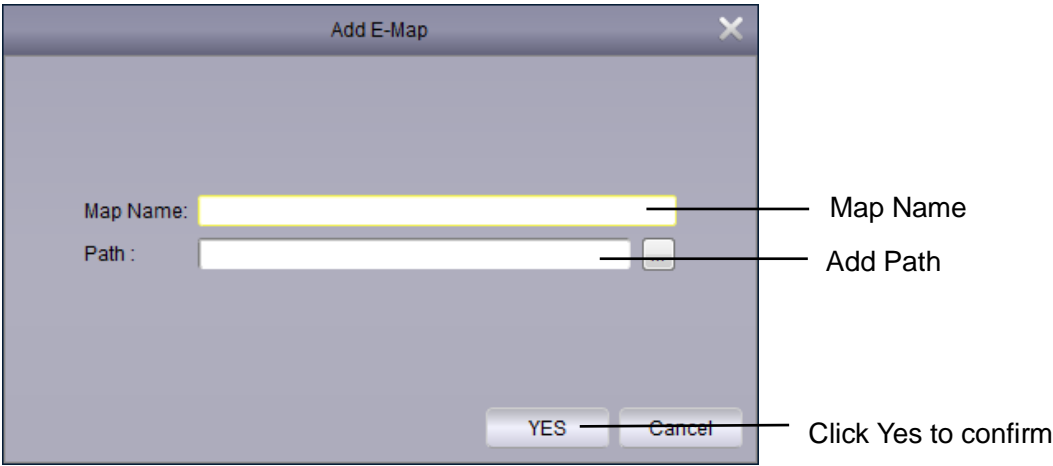 Add E-Map
Map Name:
Map Name
Path :
...
Add Path
YES
Cancel
Click Yes to confirm